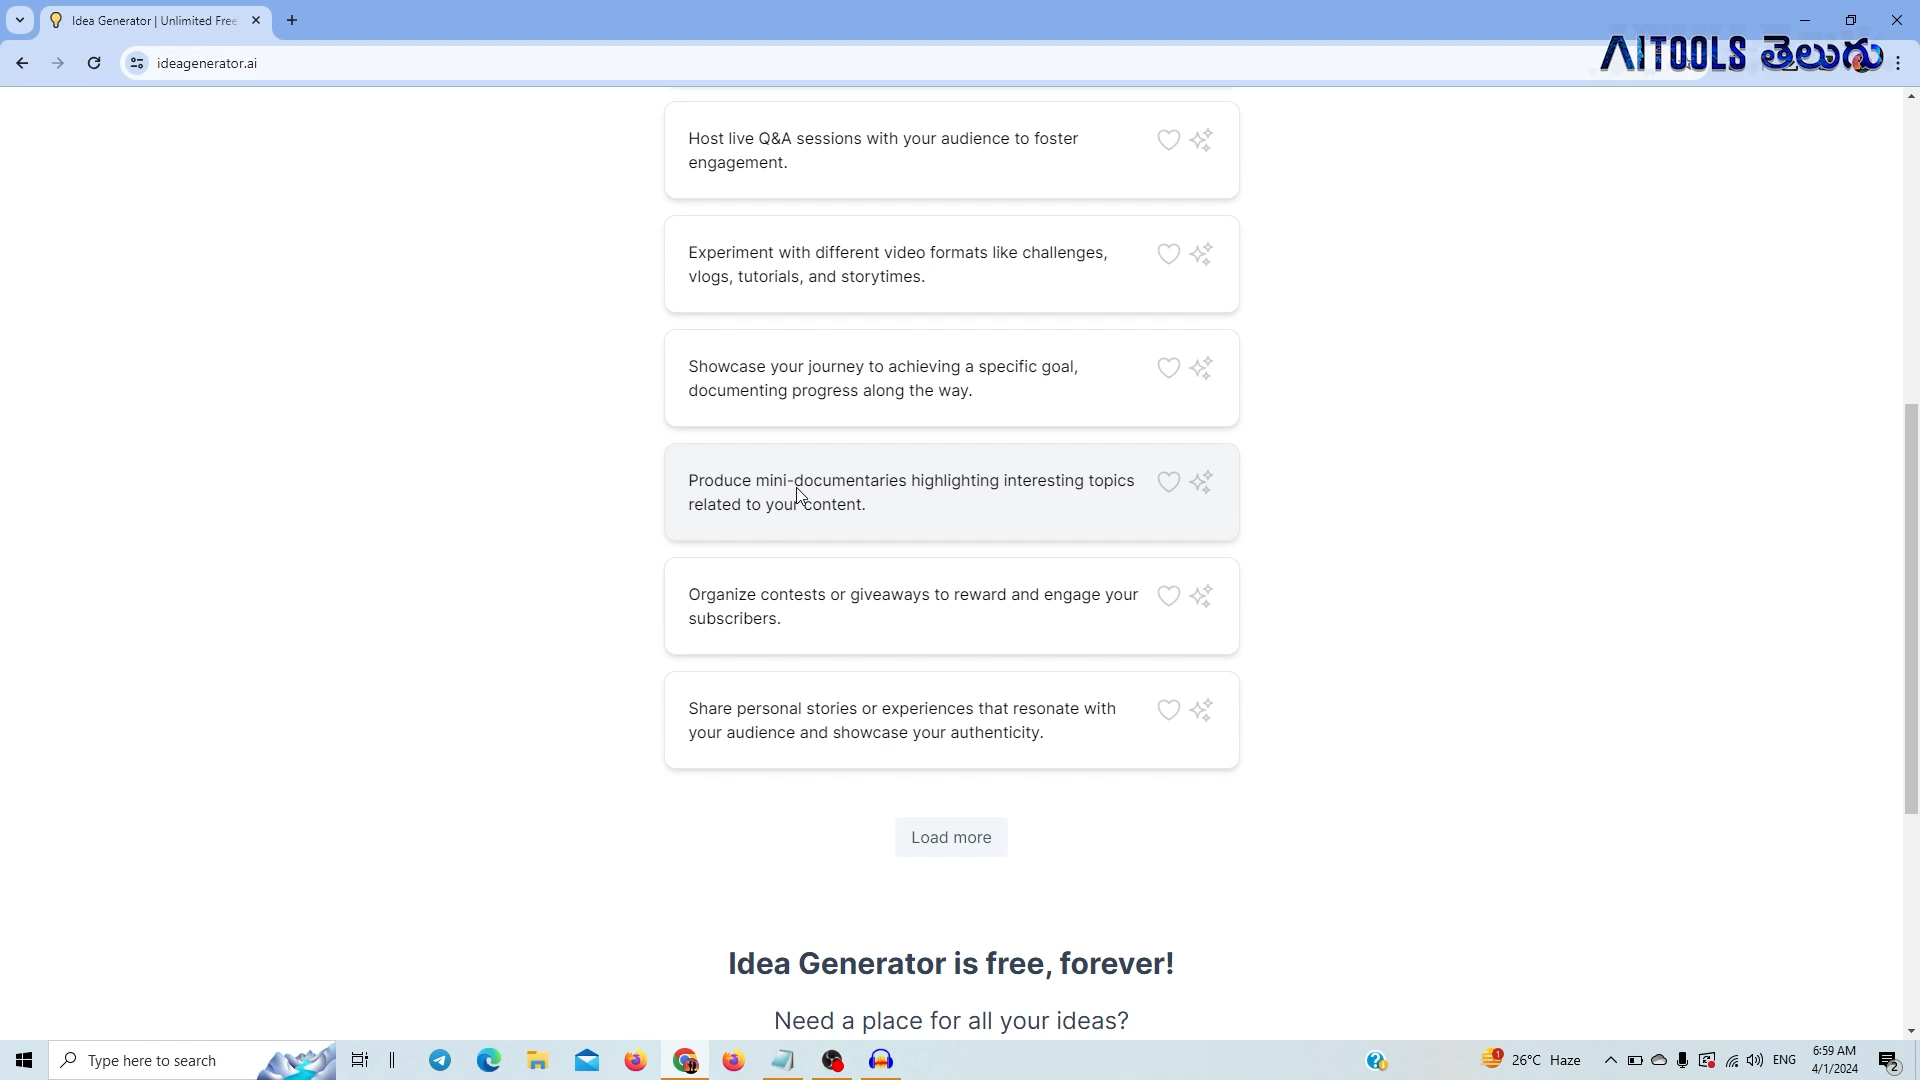 Idea Generator | Unlimited Free
ideagenerator.ai
AITOOLS తెలుగు
Host live Q&A sessions with your audience to foster
engagement.
Experiment with different video formats like challenges,
vlogs, tutorials, and storytimes.
Showcase your journey to achieving a specific goal,
documenting progress along the way.
Produce mini-documentaries highlighting interesting topics
related to your content.
Organize contests or giveaways to reward and engage your
subscribers.
Share personal stories or experiences that resonate with
your audience and showcase your authenticity.
Load more
Idea Generator is free, forever!
Need a place for all your ideas?
Type here to search
1
26°C Haze
ENG
6:59 AM
4/1/2024
2